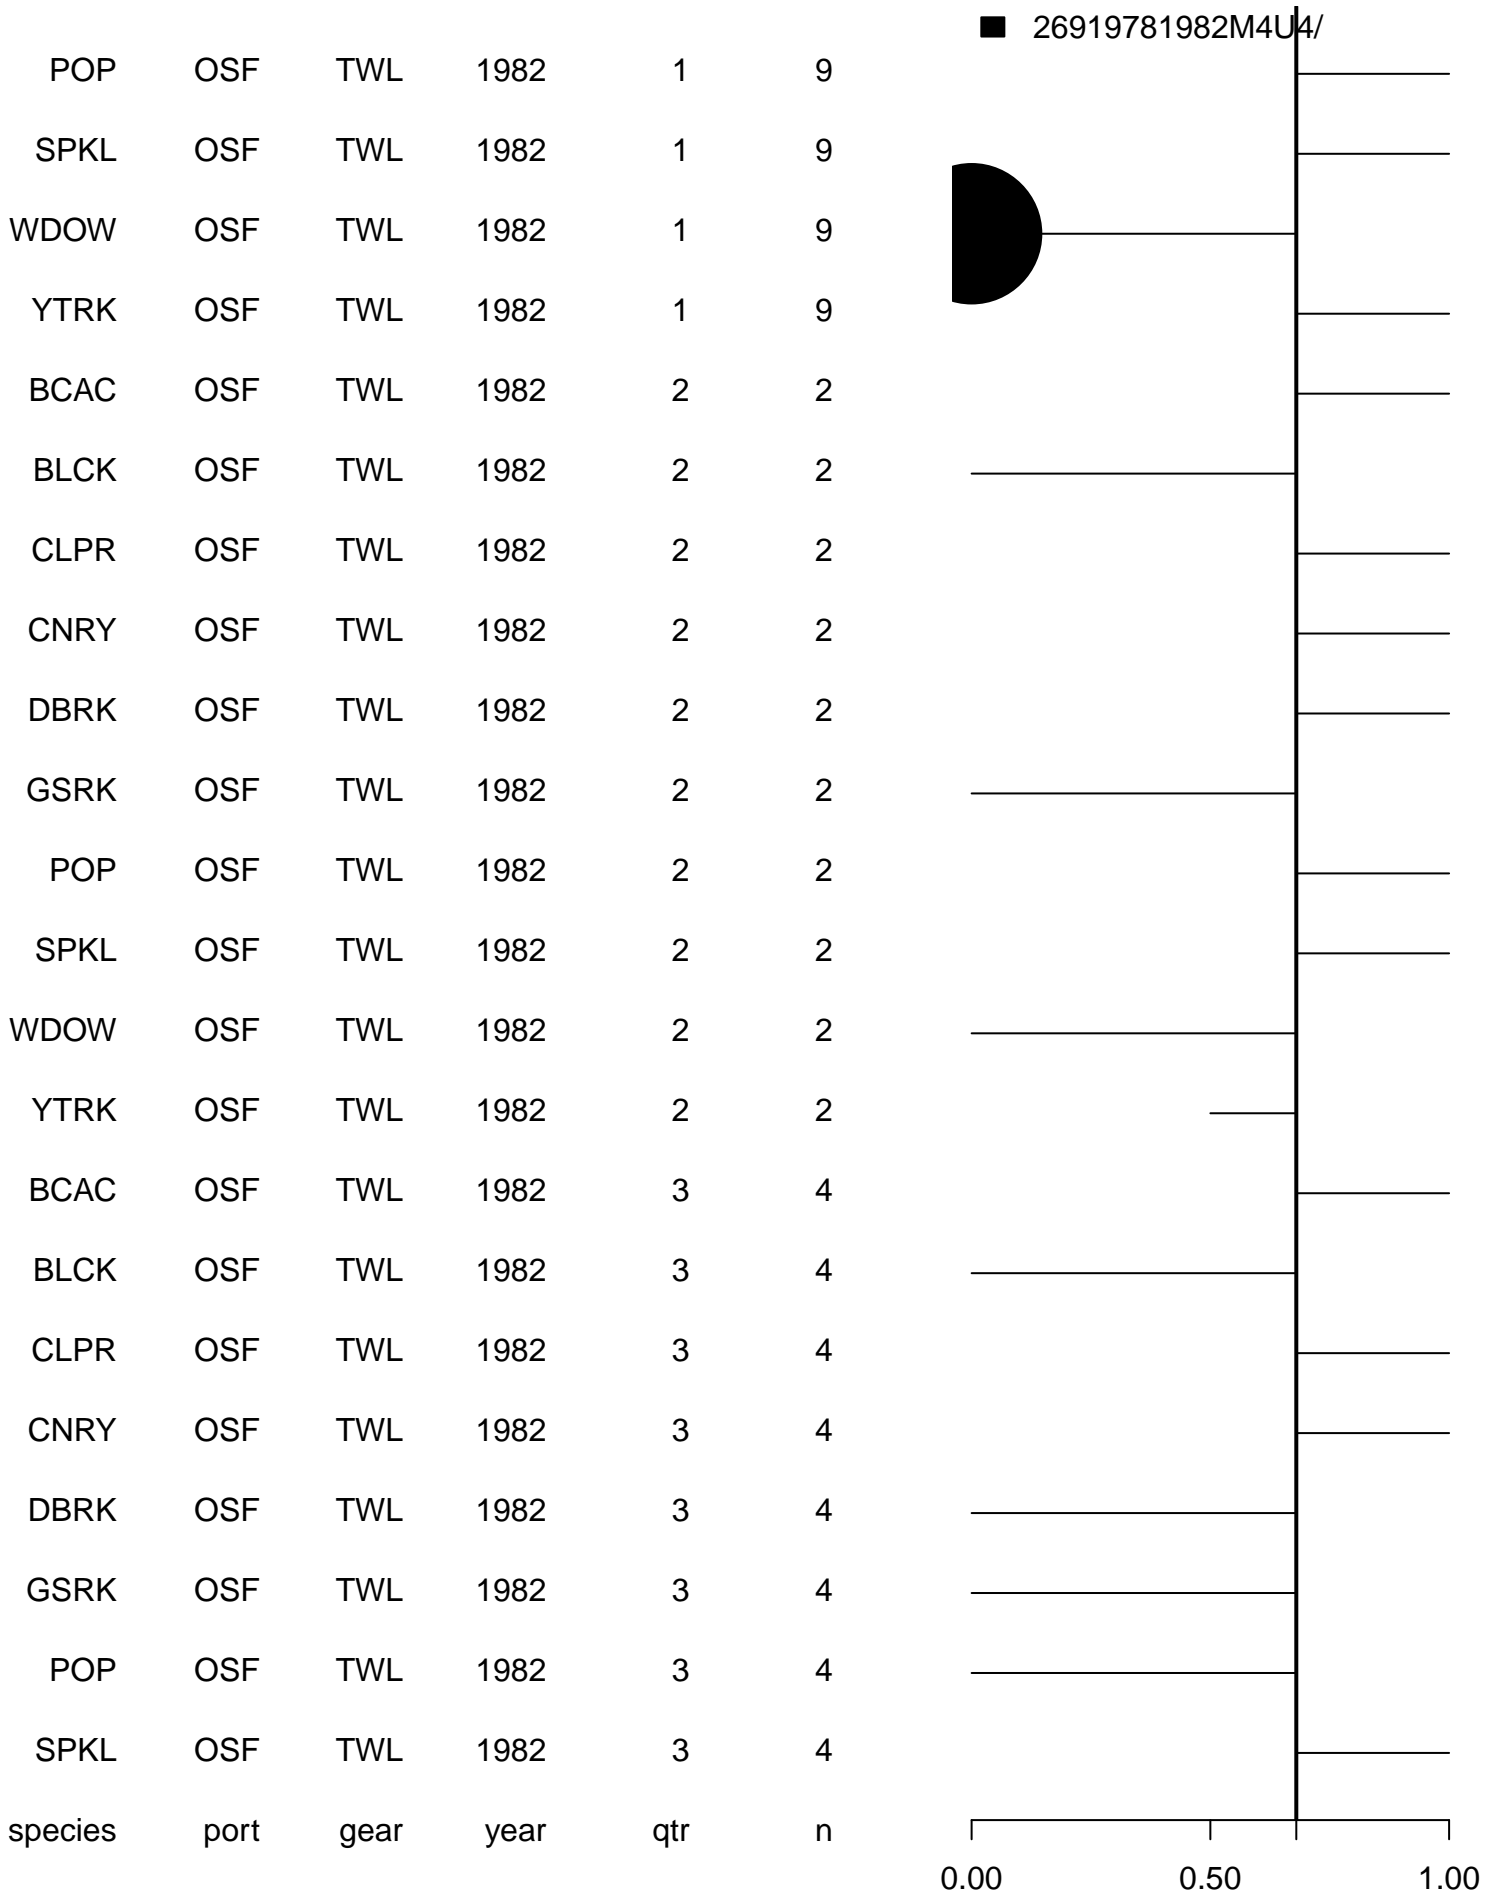 26919781982M4U4/
POP OSF TWL 1982 1 9
SPKL OSF TWL 1982 1 9
WDOW OSF TWL 1982 1 9
YTRK OSF TWL 1982 1 9
BCAC OSF TWL 1982 2 2
BLCK OSF TWL 1982 2 2
CLPR OSF TWL 1982 2 2
CNRY OSF TWL 1982 2 2
DBRK OSF TWL 1982 2 2
GSRK OSF TWL 1982 2 2
POP OSF TWL 1982 2 2
SPKL OSF TWL 1982 2 2
WDOW OSF TWL 1982 2 2
YTRK OSF TWL 1982 2 2
BCAC OSF TWL 1982 3 4
BLCK OSF TWL 1982 3 4
CLPR OSF TWL 1982 3 4
CNRY OSF TWL 1982 3 4
DBRK OSF TWL 1982 3 4
GSRK OSF TWL 1982 3 4
POP OSF TWL 1982 3 4
SPKL OSF TWL 1982 3 4
species port gear year qtr n
0.00 0.50 1.00